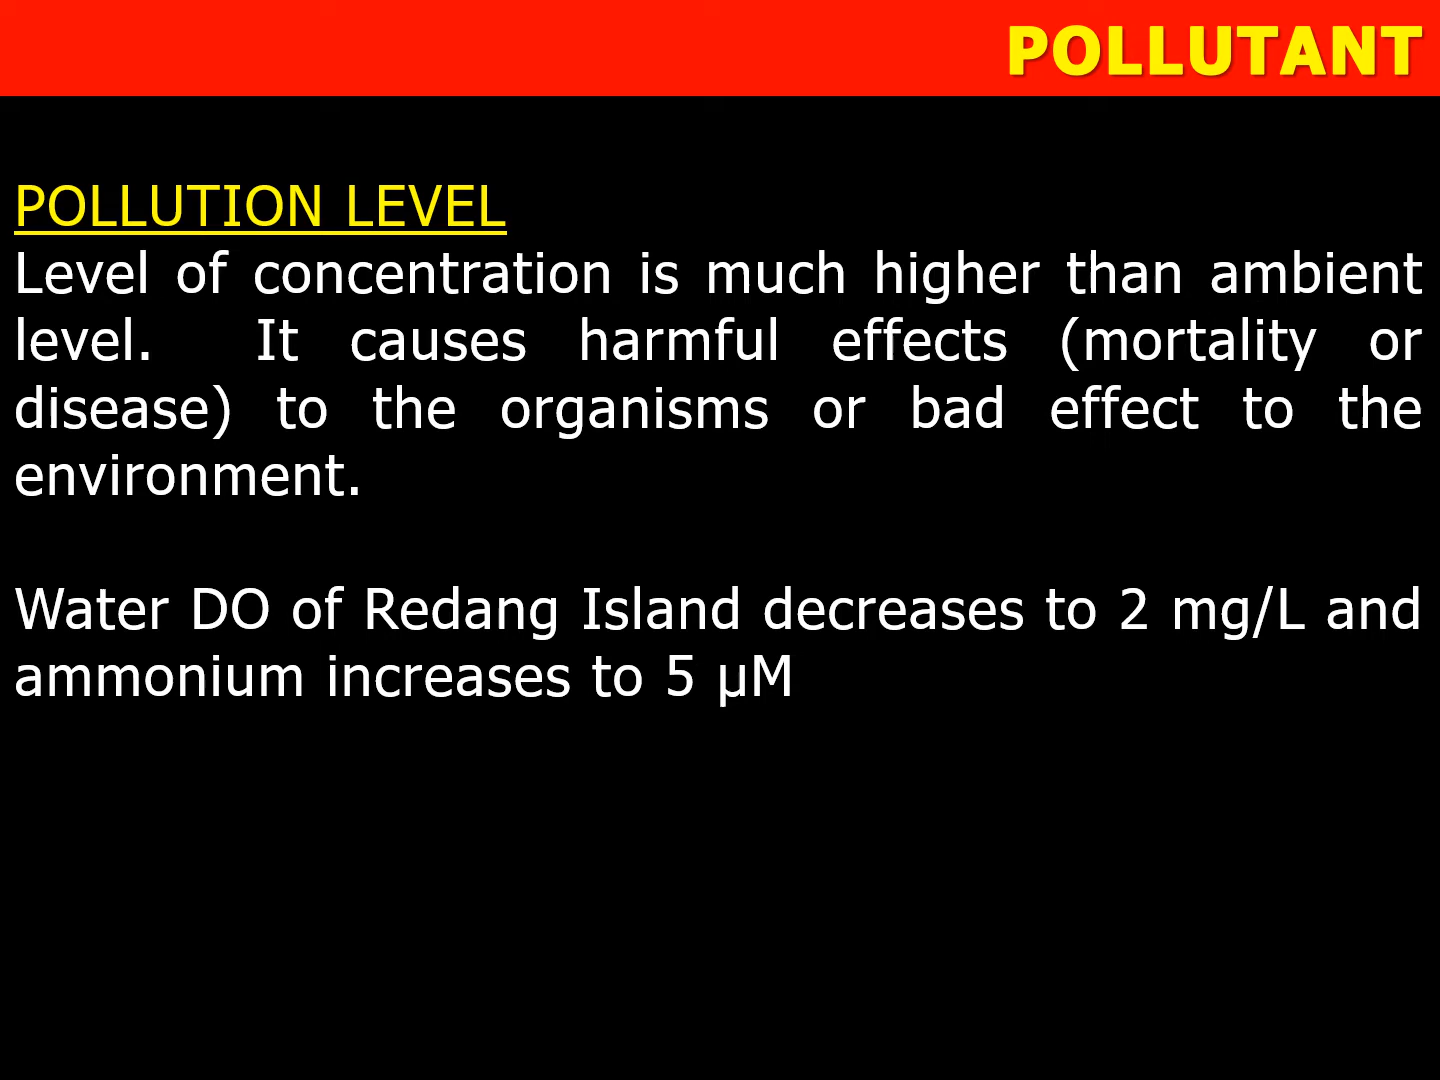 POLLUTANT
POLLUTION LEVEL
Level of concentration is much higher than ambient
level. It causes harmful effects (mortality or
disease) to the organisms or bad effect to the
environment.
Water DO of Redang Island decreases to 2 mg/L and
ammonium increases to 5 µM